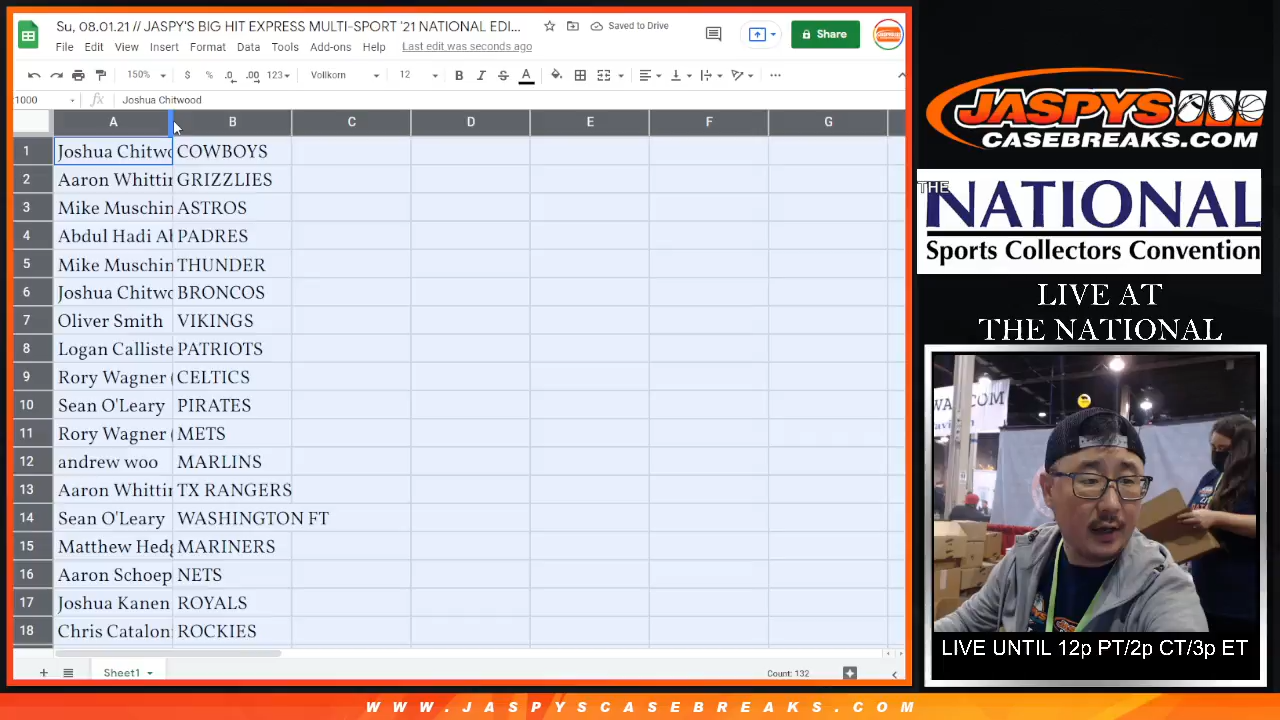 Su, 08.01.21 // JASPY'S BIG HIT EXPRESS MULTI-SPORT '21 NATIONAL EDI...
Saved to Drive
Share
File Edit View Insert Format Data Tools Add-ons Help Last edit was seconds ago
150% $ % .0 .00 123 Vollkorn 12 B I S A
1000 fx Joshua Chitwood
A B C D E F G
1 Joshua Chitwo COWBOYS
2 Aaron Whittin GRIZZLIES
3 Mike Muschin ASTROS
4 Abdul Hadi Ab PADRES
5 Mike Muschin THUNDER
6 Joshua Chitwo BRONCOS
7 Oliver Smith VIKINGS
8 Logan Calliste PATRIOTS
9 Rory Wagner ( CELTICS
10 Sean O'Leary PIRATES
11 Rory Wagner ( METS
12 andrew woo MARLINS
13 Aaron Whittin TX RANGERS
14 Sean O'Leary WASHINGTON FT
15 Matthew Hedg MARINERS
16 Aaron Schoep NETS
17 Joshua Kanen ROYALS
18 Chris Catalon ROCKIES
Sheet1
Count: 132
JASPYS
CASEBREAKS.COM
THE
NATIONAL
Sports Collectors Convention
LIVE AT
THE NATIONAL
LIVE UNTIL 12p PT/2p CT/3p ET
WWW.JASPYSCASEBREAKS.COM